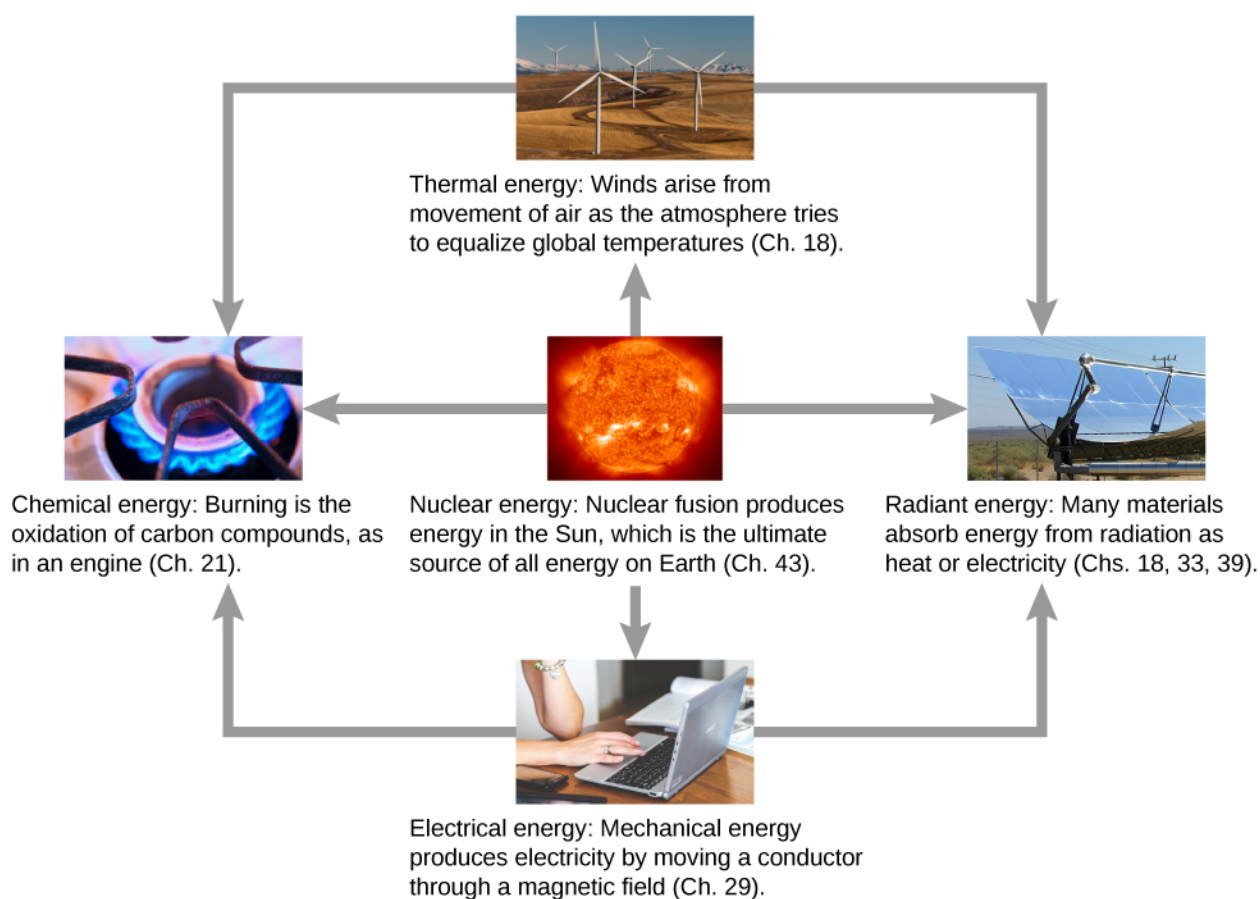 Thermal energy: Winds arise from
movement of air as the atmosphere tries
to equalize global temperatures (Ch. 18).
Chemical energy: Burning is the
oxidation of carbon compounds, as
in an engine (Ch. 21).
Nuclear energy: Nuclear fusion produces
energy in the Sun, which is the ultimate
source of all energy on Earth (Ch. 43).
Radiant energy: Many materials
absorb energy from radiation as
heat or electricity (Chs. 18, 33, 39).
Electrical energy: Mechanical energy
produces electricity by moving a conductor
through a magnetic field (Ch. 29).